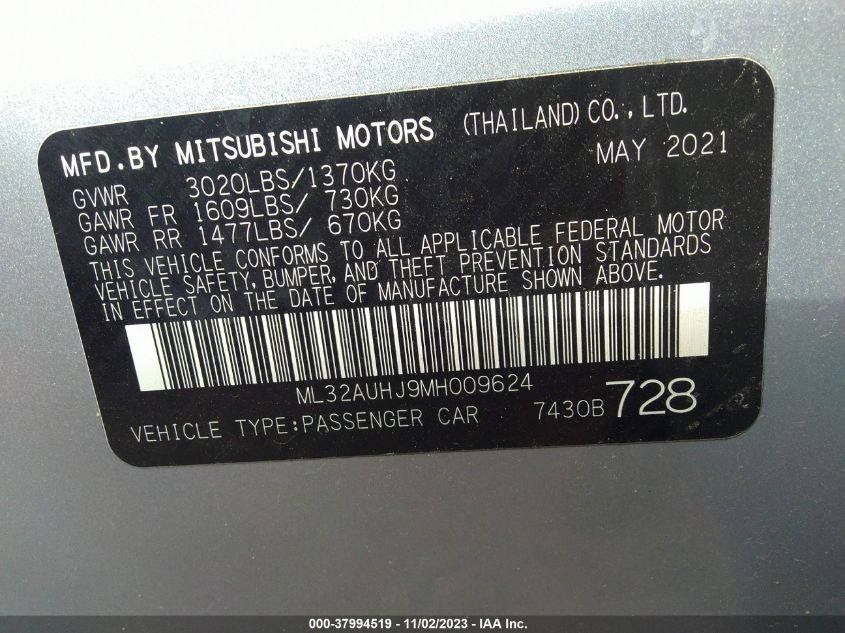 MFD.BY MITSUBISHI MOTORS (THAILAND) CO., LTD.
MAY 2021
GVWR 3020LBS/1370KG
GAWR FR 1609LBS/ 730KG
GAWR RR 1477LBS/ 670KG
THIS VEHICLE CONFORMS TO ALL APPLICABLE FEDERAL MOTOR
VEHICLE SAFETY, BUMPER, AND THEFT PREVENTION STANDARDS
IN EFFECT ON THE DATE OF MANUFACTURE SHOWN ABOVE.
ML32AUHJ9MH009624
VEHICLE TYPE:PASSENGER CAR 7430B 728
000-37994519 | 11/02/2023 - IAA Inc.